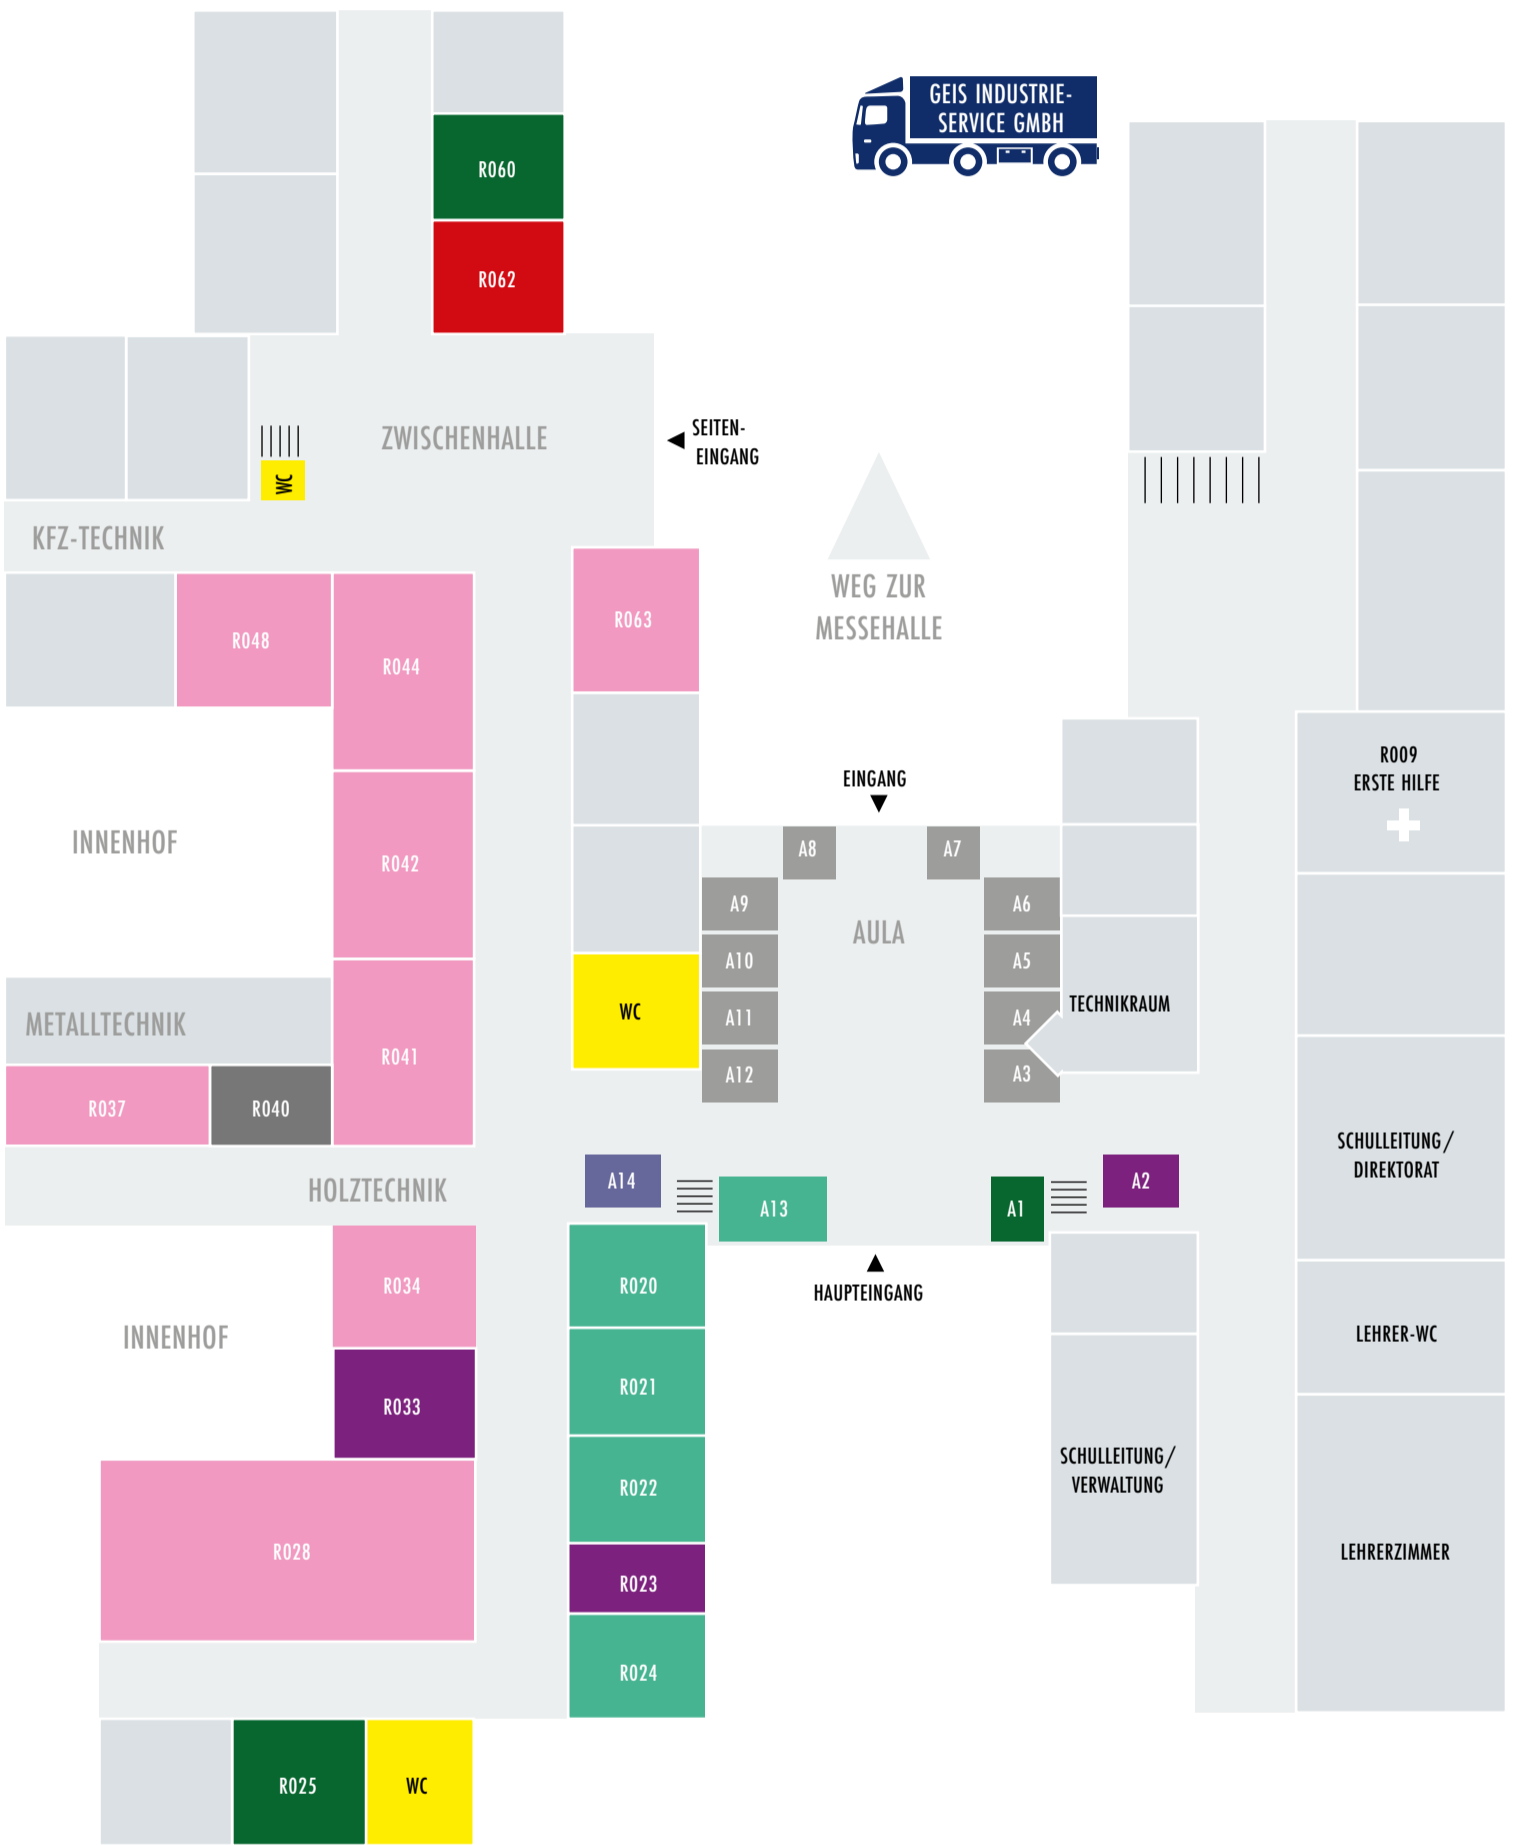 GEIS INDUSTRIE-
SERVICE GMBH
R060
R062
ZWISCHENHALLE
SEITEN-
EINGANG
WC
KFZ-TECHNIK
WEG ZUR
MESSEHALLE
R063
R048
R044
R009
ERSTE HILFE
EINGANG
INNENHOF
R042
A8
A7
A9
A6
AULA
A10
A5
TECHNIKRAUM
WC
A11
A4
METALLTECHNIK
R041
A12
A3
R037
R040
SCHULLEITUNG/
DIREKTORAT
HOLZTECHNIK
A14
A13
A1
A2
R034
R020
HAUPTEINGANG
INNENHOF
LEHRER-WC
R033
R021
SCHULLEITUNG/
VERWALTUNG
R022
R028
R023
LEHRERZIMMER
R024
R025
WC